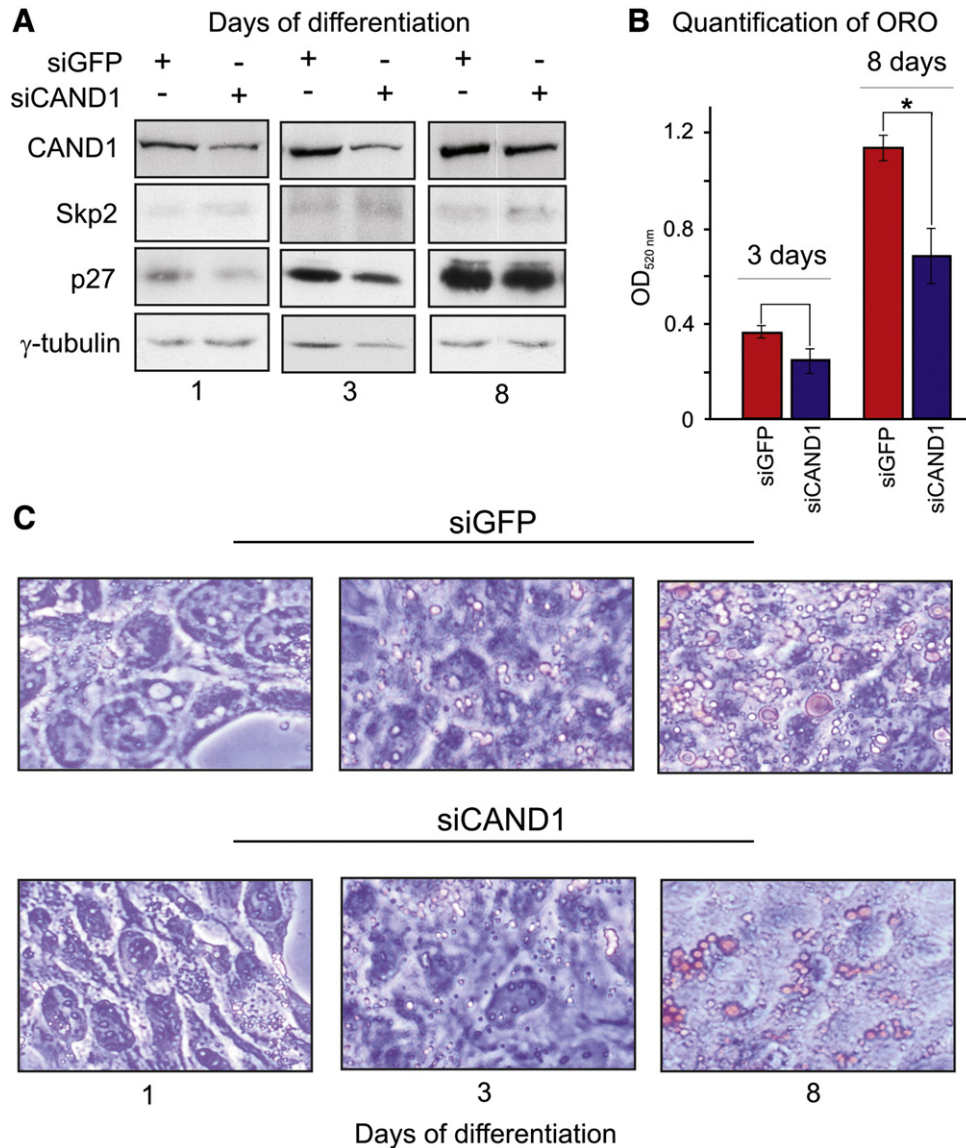 A Days of differentiation
siGFP + - + - + -
siCAND1 - + - + - +
CAND1
Skp2
p27
γ-tubulin
1 3 8
B Quantification of ORO
8 days
*
3 days
1.2
0.8
0.4
0
OD520 nm
siGFP
siCAND1
siGFP
siCAND1
C
siGFP
siCAND1
1 3 8
Days of differentiation